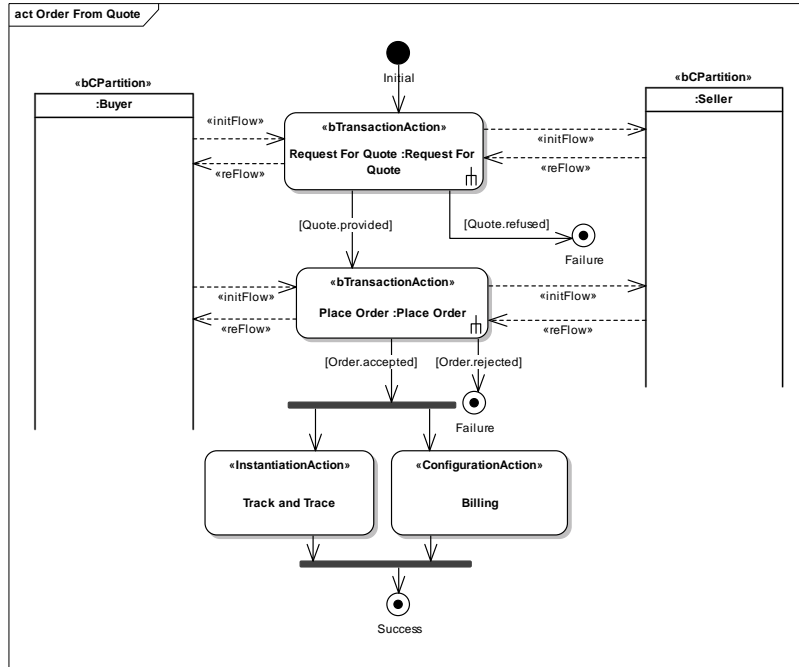 act Order From Quote
«bCPartition»
:Buyer
Initial
«bCPartition»
:Seller
«initFlow»
«reFlow»
«bTransactionAction»
Request For Quote :Request For
Quote
«initFlow»
«reFlow»
[Quote.provided]
[Quote.refused]
Failure
«initFlow»
«reFlow»
«bTransactionAction»
Place Order :Place Order
«initFlow»
«reFlow»
[Order.accepted]
[Order.rejected]
Failure
«InstantiationAction»
Track and Trace
«ConfigurationAction»
Billing
Success